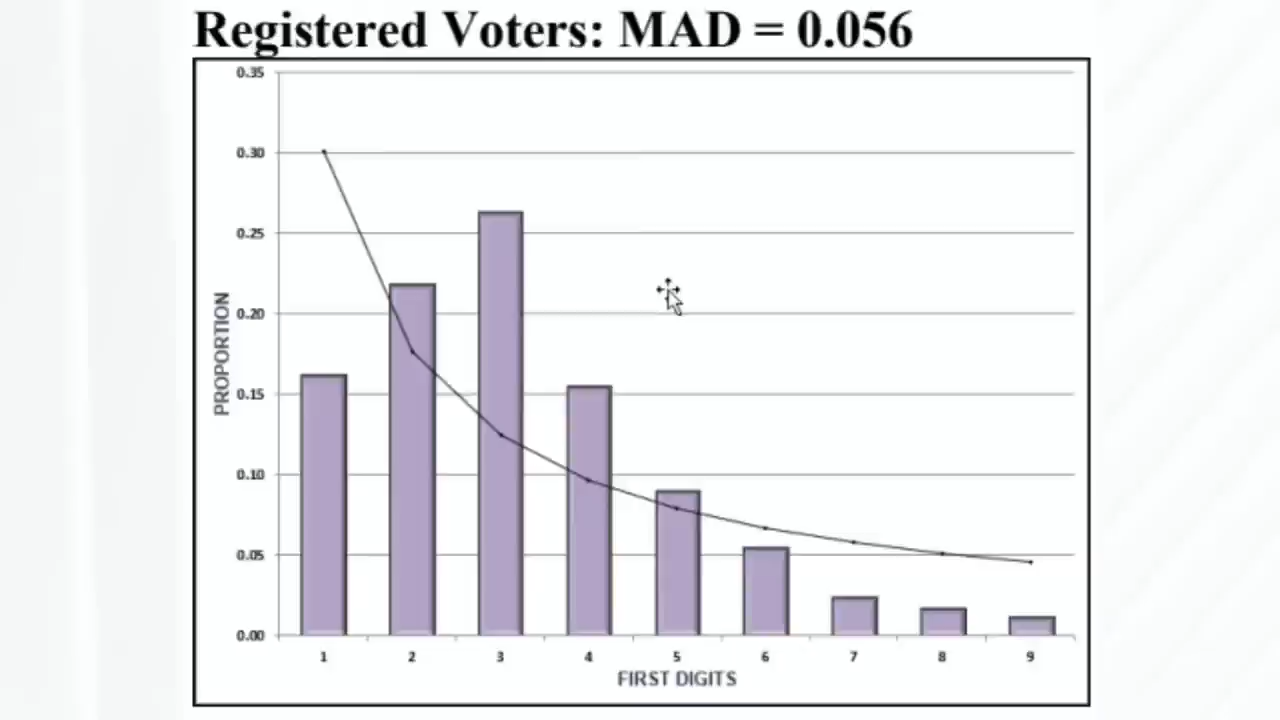 Registered Voters: MAD = 0.056
0.35
0.30
0.25
0.20
0.15
0.10
0.05
0.00
PROPORTION
1 2 3 4 5 6 7 8 9
FIRST DIGITS